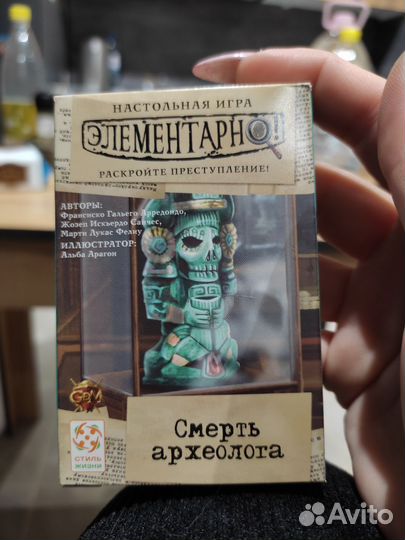 НАСТОЛЬНАЯ ИГРА
ЭЛЕМЕНТАРНО!
РАСКРОЙТЕ ПРЕСТУПЛЕНИЕ!
АВТОРЫ:
Франсиско Гальего Арредондо,
Жозеп Искьердо Санчес,
Марти Лукас Фелиу
ИЛЛЮСТРАТОР:
Альба Арагон
GDM
СТИЛЬ
ЖИЗНИ
Смерть
археолога
Avito